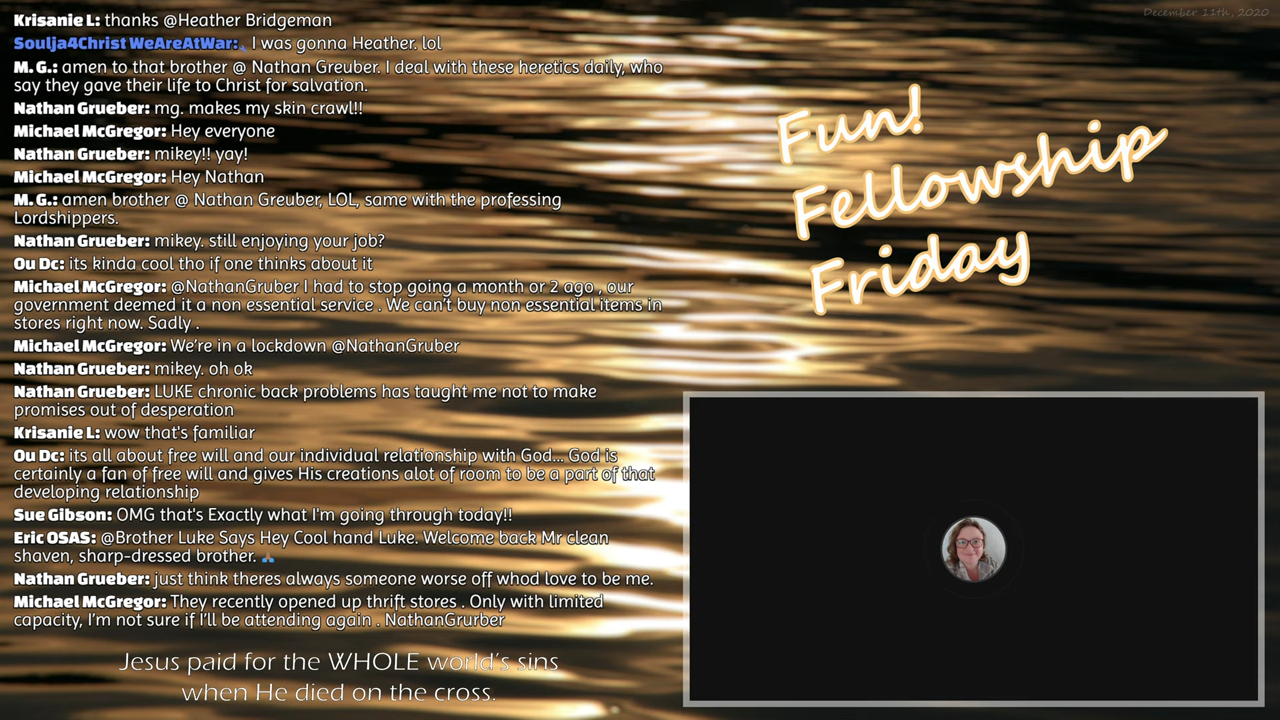 Krisanie L: thanks @Heather Bridgeman
Soulja4Christ WeAreAtWar: I was gonna Heather. lol
M. G.: amen to that brother @ Nathan Greuber. I deal with these heretics daily, who
say they gave their life to Christ for salvation.
Nathan Grueber: mg. makes my skin crawl!!
Michael McGregor: Hey everyone
Nathan Grueber: mikey!! yay!
Michael McGregor: Hey Nathan
M. G.: amen brother @ Nathan Greuber, LOL, same with the professing
Lordshippers.
Nathan Grueber: mikey. still enjoying your job?
Ou Dc: its kinda cool tho if one thinks about it
Michael McGregor: @NathanGruber I had to stop going a month or 2 ago , our
government deemed it a non essential service . We can't buy non essential items in
stores right now. Sadly .
Michael McGregor: We're in a lockdown @NathanGruber
Nathan Grueber: mikey. oh ok
Nathan Grueber: LUKE chronic back problems has taught me not to make
promises out of desperation
Krisanie L: wow that's familiar
Ou Dc: its all about free will and our individual relationship with God... God is
certainly a fan of free will and gives His creations alot of room to be a part of that
developing relationship
Sue Gibson: OMG that's Exactly what I'm going through today!!
Eric OSAS: @Brother Luke Says Hey Cool hand Luke. Welcome back Mr clean
shaven, sharp-dressed brother. 🙏
Nathan Grueber: just think theres always someone worse off whod love to be me.
Michael McGregor: They recently opened up thrift stores . Only with limited
capacity, I'm not sure if I'll be attending again . NathanGrurber
Jesus paid for the WHOLE world's sins
when He died on the cross.
December 11th, 2020
Fun!
Fellowship
Friday